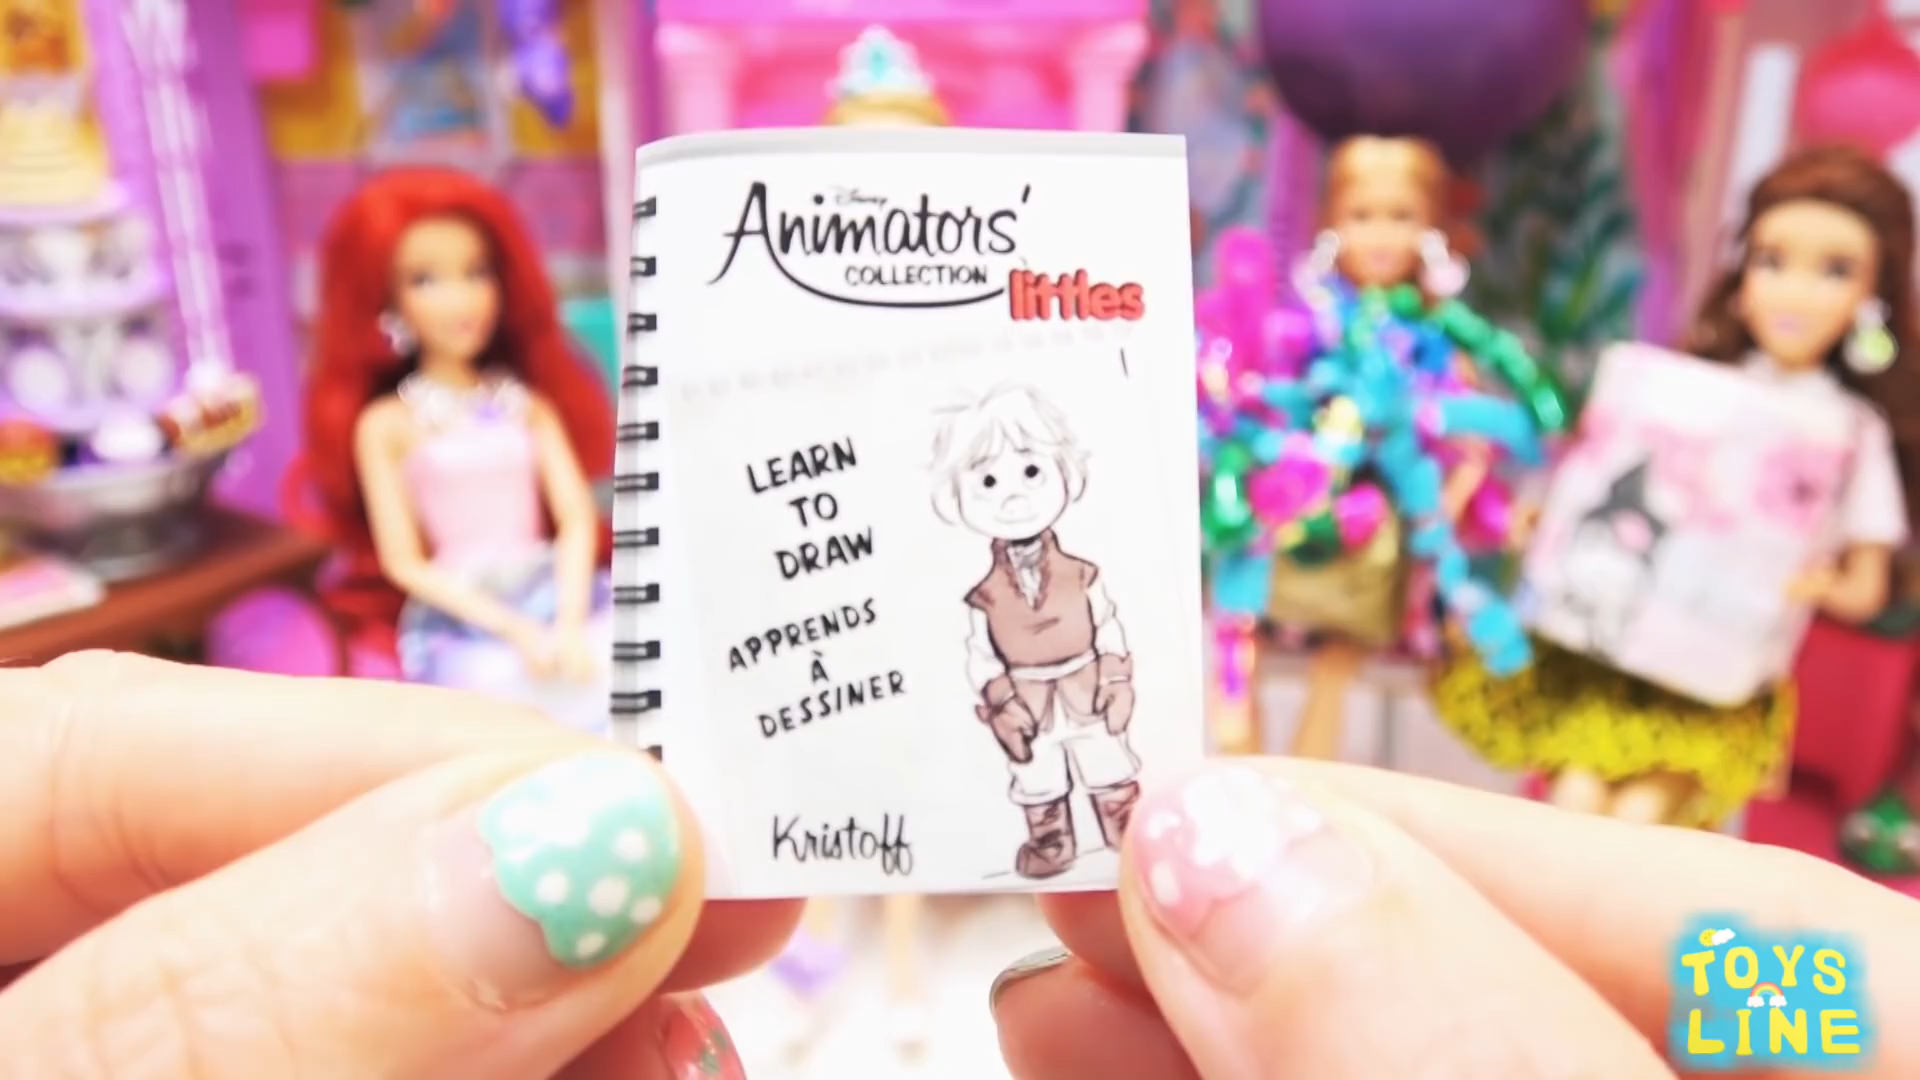 Disney
Animators'
COLLECTION
littles
LEARN
TO
DRAW
APPRENDS
À
DESSINER
Kristoff
TOYS
LINE